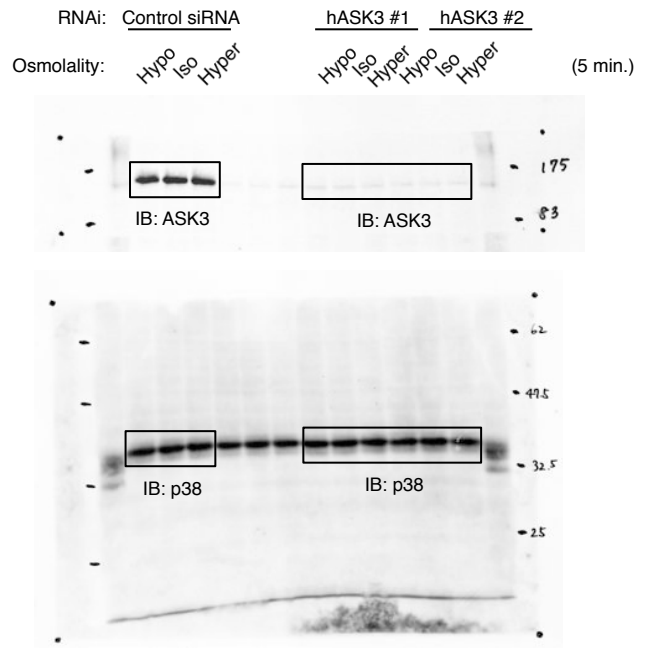 RNAi: Control siRNA hASK3 #1 hASK3 #2
Osmolality: Hypo Iso Hyper Hypo Iso Hyper Hypo Iso Hyper (5 min.)
175
IB: ASK3 IB: ASK3 83
62
47.5
32.5
IB: p38 IB: p38
25